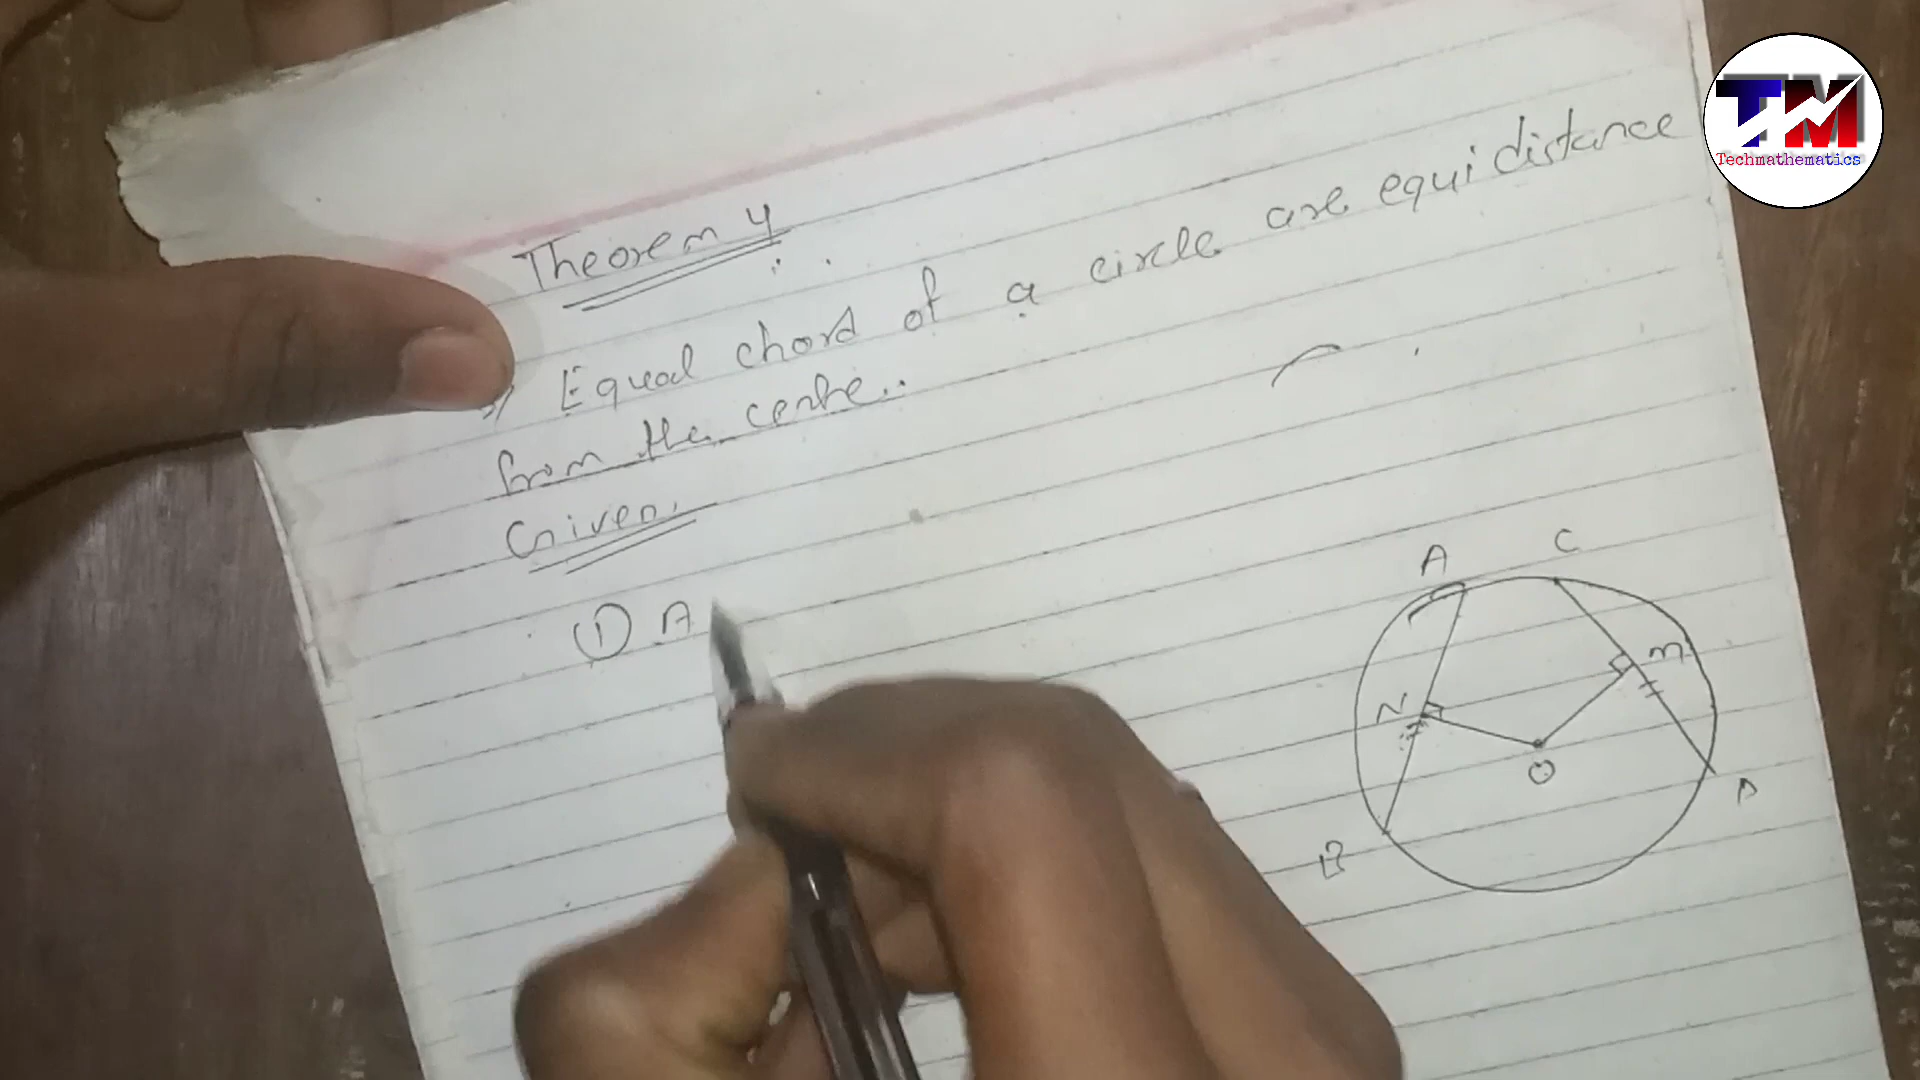 TM
Techmathematics
Theorem 4
Equal chord of a circle are equidistance
from the centre..
Given.
(1) A
A
C
N
M
O
B
D